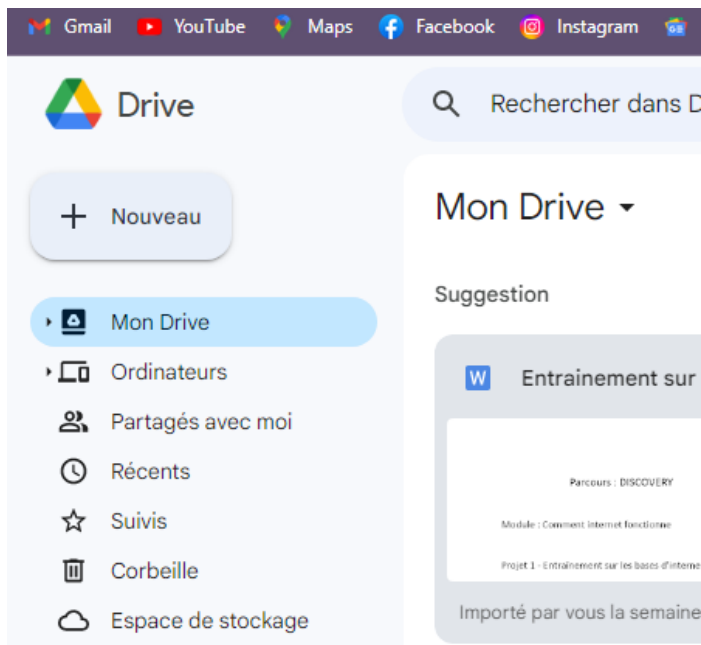 Gmail YouTube Maps Facebook Instagram
Drive
Rechercher dans D
Nouveau
Mon Drive
Ordinateurs
Partagés avec moi
Récents
Suivis
Corbeille
Espace de stockage
Mon Drive
Suggestion
W Entrainement sur
Parcours : DISCOVERY
Module : Comment internet fonctionne
Projet 1 - Entraînement sur les bases d'interne
Importé par vous la semaine